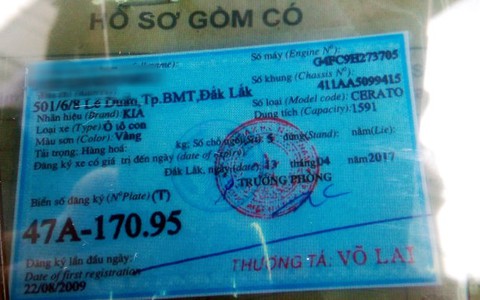 HỒ SƠ GỒM CÓ
Số máy (Engine N°): G4FC9H273705
Số khung (Chassis N°): 411AA5099415
501/6/8 Lê Duẩn, Tp.BMT, Đắk Lắk
Nhãn hiệu (Brand) KIA
Số loại (Model code): CERATO
Loại xe (Type) Ô tô con
Dung tích (Capacity): 1591
Màu sơn (Color): Vàng
Tải trọng: Hàng hoá: kg; Số chỗ ngồi (Sit): 5 đứng (Stand): năm (Lie):
Đăng ký xe có giá trị đến ngày (date of expiry)
Đắk Lắk, ngày (date) 13 tháng 04 năm 2017
Biển số đăng ký (N°Plate) (T)
TRƯỞNG PHÒNG
47A-170.95
Đăng ký lần đầu ngày:
Date of first registration
22/08/2009
THƯỢNG TÁ: VÕ LAI